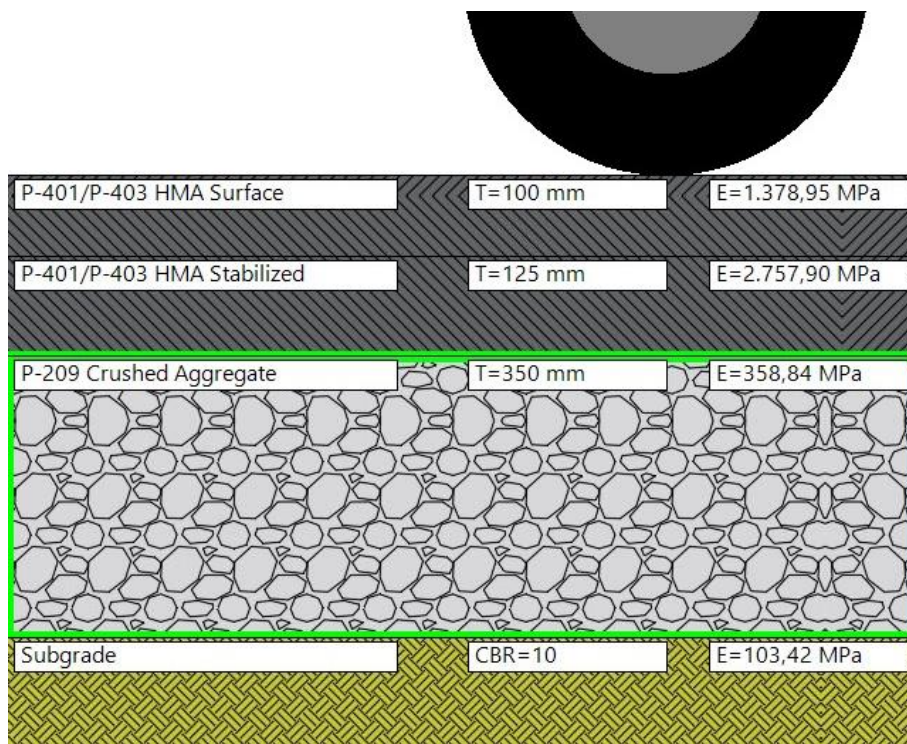 P-401/P-403 HMA Surface T=100 mm E=1.378,95 MPa
P-401/P-403 HMA Stabilized T=125 mm E=2.757,90 MPa
P-209 Crushed Aggregate T=350 mm E=358,84 MPa
Subgrade CBR=10 E=103,42 MPa